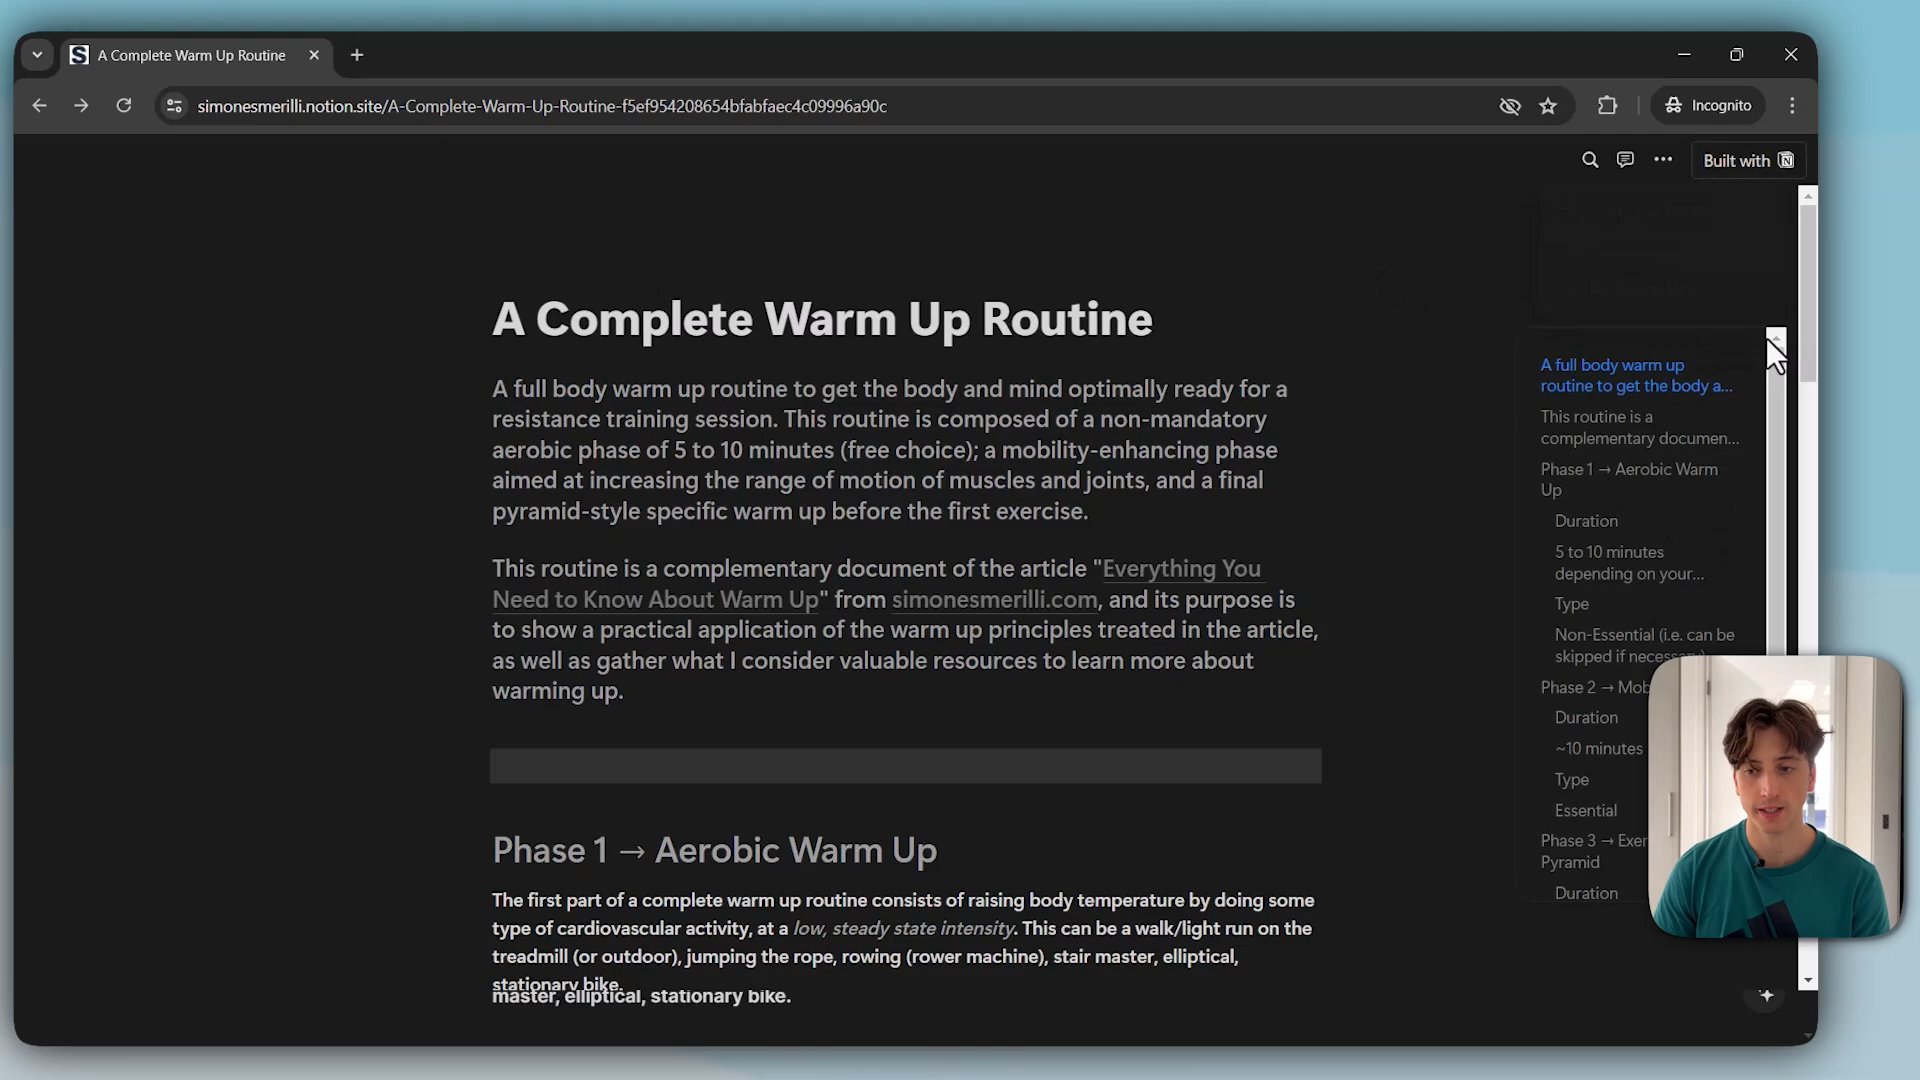 A Complete Warm Up Routine
simonesmerilli.notion.site/A-Complete-Warm-Up-Routine-f5ef954208654bfabfaec4c09996a90c
Incognito
Built with
A Complete Warm Up Routine
A full body warm up routine to get the body and mind optimally ready for a
resistance training session. This routine is composed of a non-mandatory
aerobic phase of 5 to 10 minutes (free choice); a mobility-enhancing phase
aimed at increasing the range of motion of muscles and joints, and a final
pyramid-style specific warm up before the first exercise.
This routine is a complementary document of the article "Everything You
Need to Know About Warm Up" from simonesmerilli.com, and its purpose is
to show a practical application of the warm up principles treated in the article,
as well as gather what I consider valuable resources to learn more about
warming up.
Phase 1 → Aerobic Warm Up
The first part of a complete warm up routine consists of raising body temperature by doing some
type of cardiovascular activity, at a low, steady state intensity. This can be a walk/light run on the
treadmill (or outdoor), jumping the rope, rowing (rower machine), stair master, elliptical,
stationary bike.
master, elliptical, stationary bike.
A full body warm up
routine to get the body a...
This routine is a
complementary documen...
Phase 1 → Aerobic Warm
Up
Duration
5 to 10 minutes
depending on your...
Type
Non-Essential (i.e. can be
skipped if necessary)
Phase 2 → Mob
Duration
~10 minutes
Type
Essential
Phase 3 → Exer
Pyramid
Duration